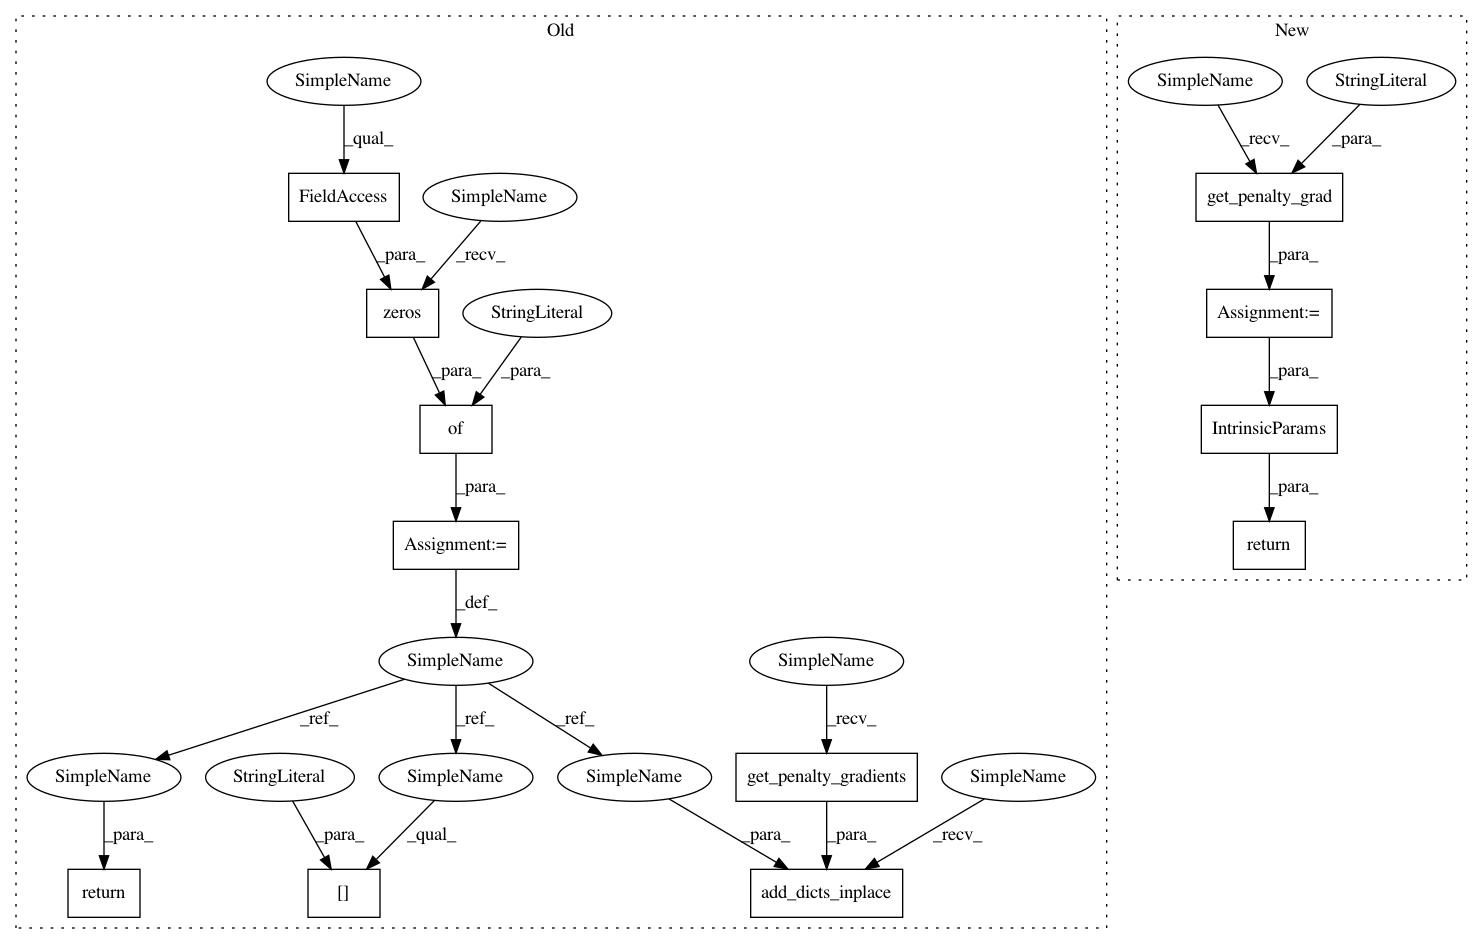 Old
New
SimpleName
SimpleName
StringLiteral
_qual_
_recv_
_para_
FieldAccess
SimpleName
get_penalty_grad
_para_
_recv_
_para_
zeros
StringLiteral
Assignment:=
_para_
_para_
_para_
of
IntrinsicParams
_para_
_para_
Assignment:=
return
_def_
SimpleName
SimpleName
_ref_
_ref_
_ref_
_recv_
SimpleName
StringLiteral
SimpleName
SimpleName
get_penalty_gradients
SimpleName
_para_
_para_
_qual_
_para_
_para_
_recv_
return
[]
add_dicts_inplace